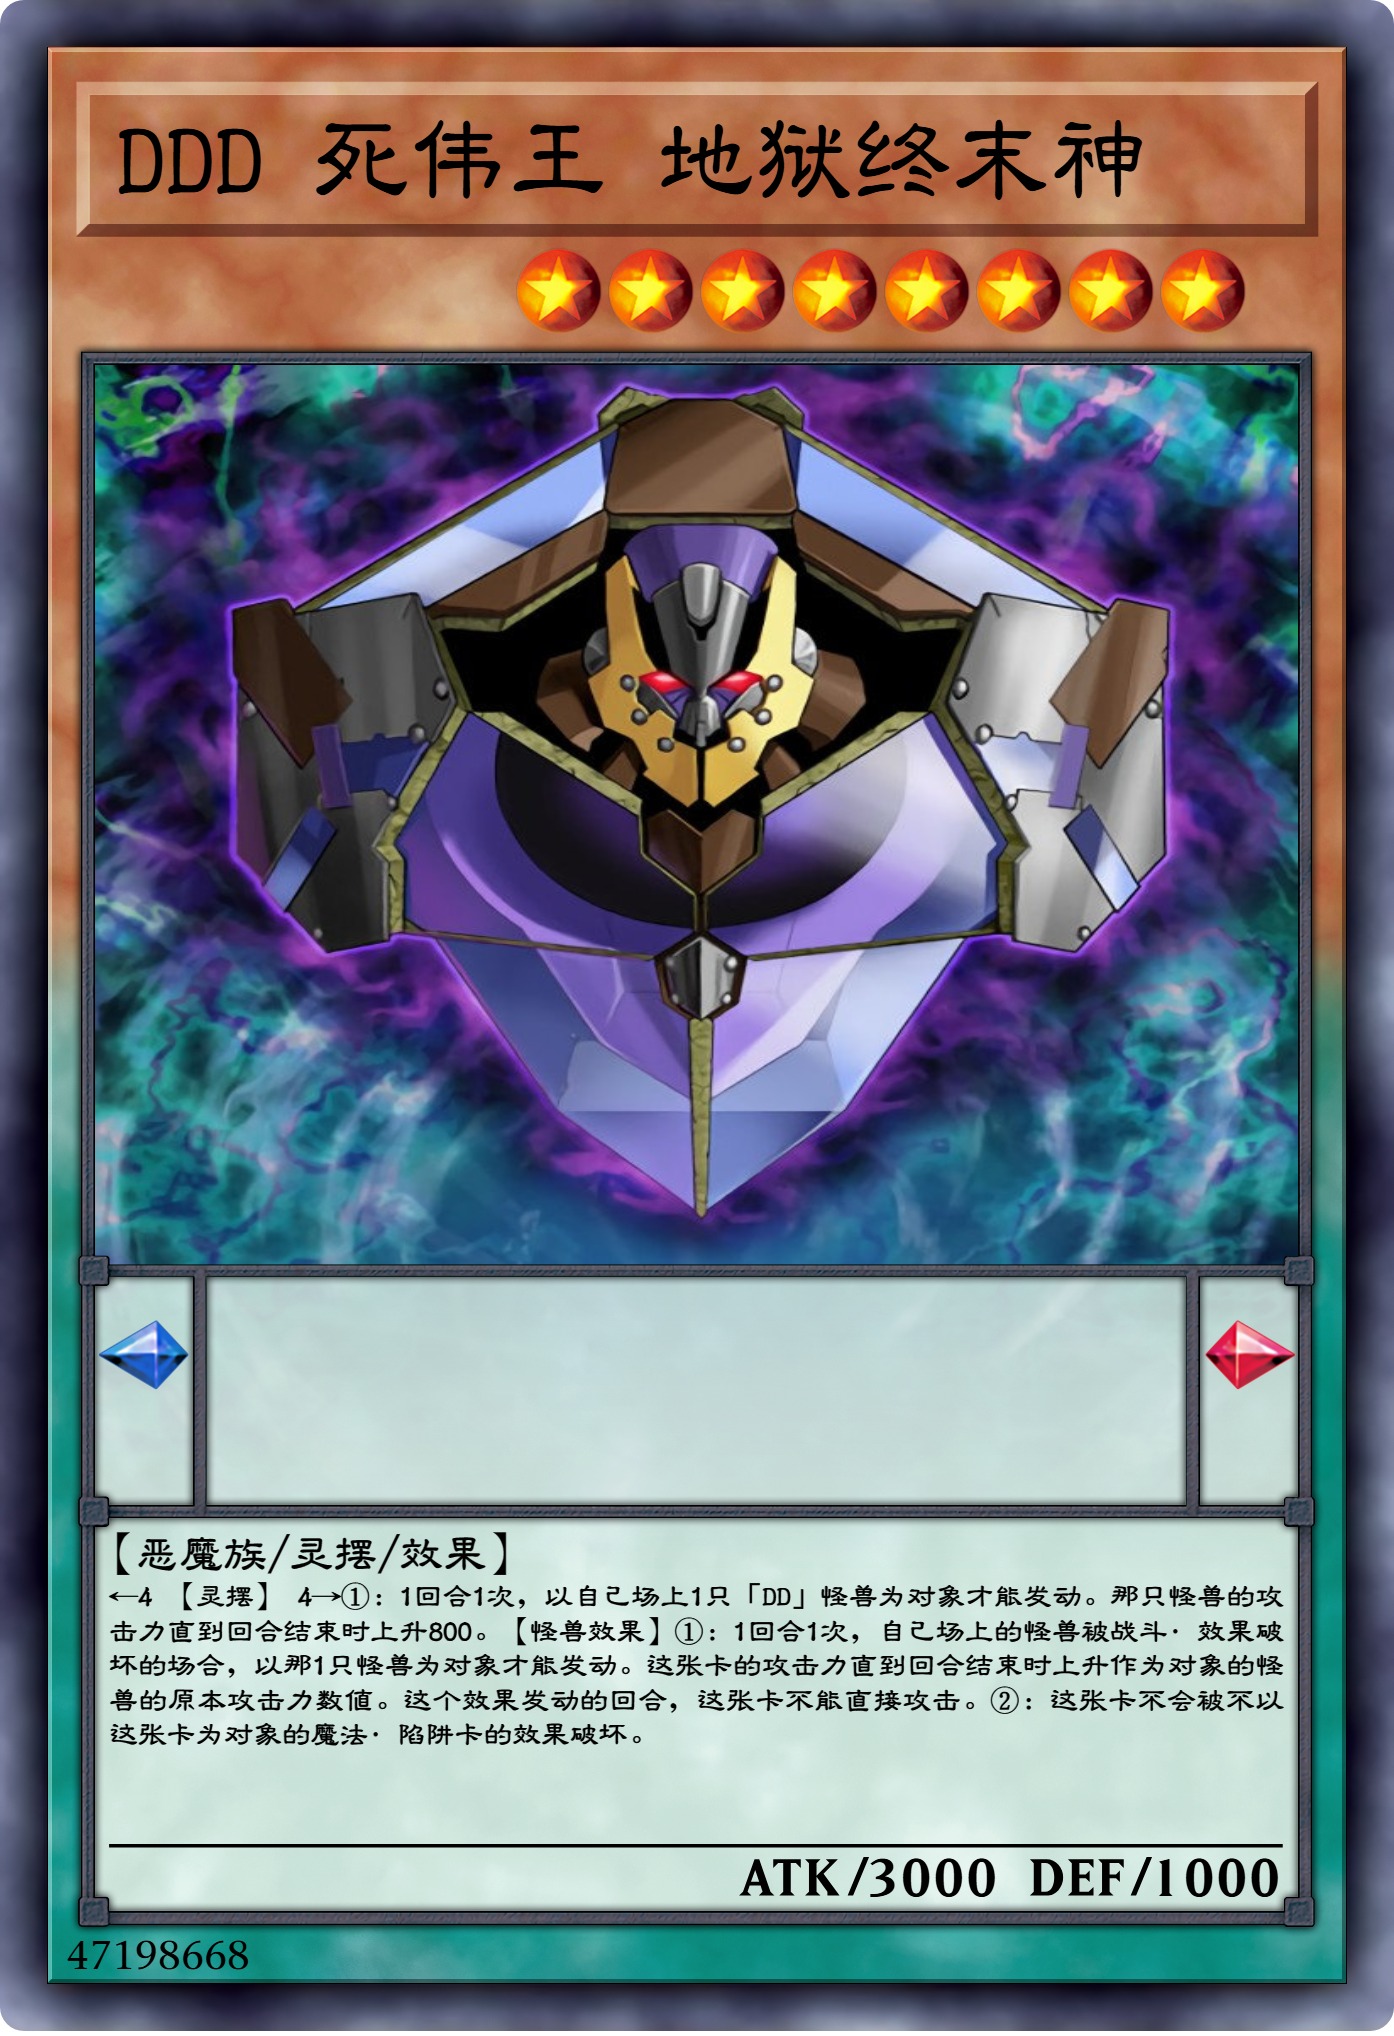 DDD 死伟王 地狱终末神
【恶魔族/灵摆/效果】
←4 【灵摆】 4→①：1回合1次，以自己场上1只「DD」怪兽为对象才能发动。那只怪兽的攻
击力直到回合结束时上升800。【怪兽效果】①：1回合1次，自己场上的怪兽被战斗·效果破
坏的场合，以那1只怪兽为对象才能发动。这张卡的攻击力直到回合结束时上升作为对象的怪
兽的原本攻击力数值。这个效果发动的回合，这张卡不能直接攻击。②：这张卡不会被不以
这张卡为对象的魔法·陷阱卡的效果破坏。
ATK/3000 DEF/1000
47198668